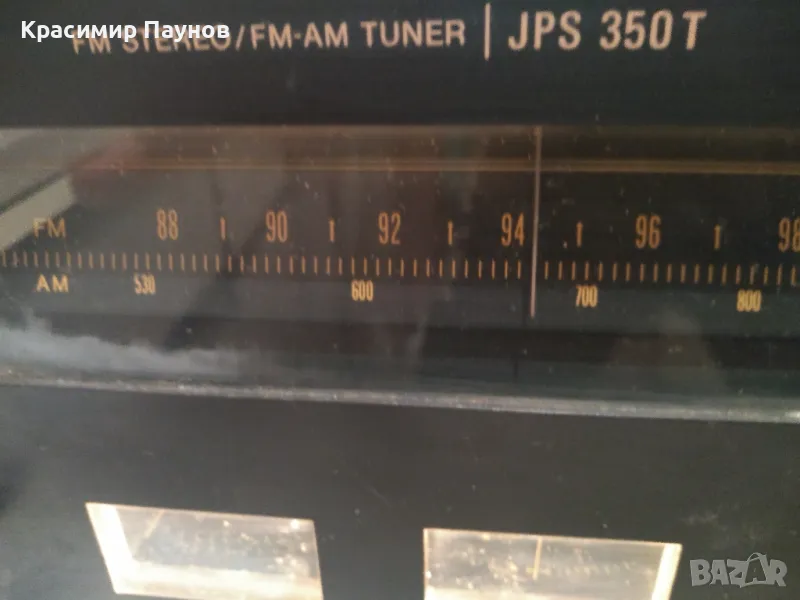 Красимир Паунов
FM STEREO/FM-AM TUNER | JPS 350T
FM 88 90 92 94 96 98
AM 530 600 700 800
BAZAR